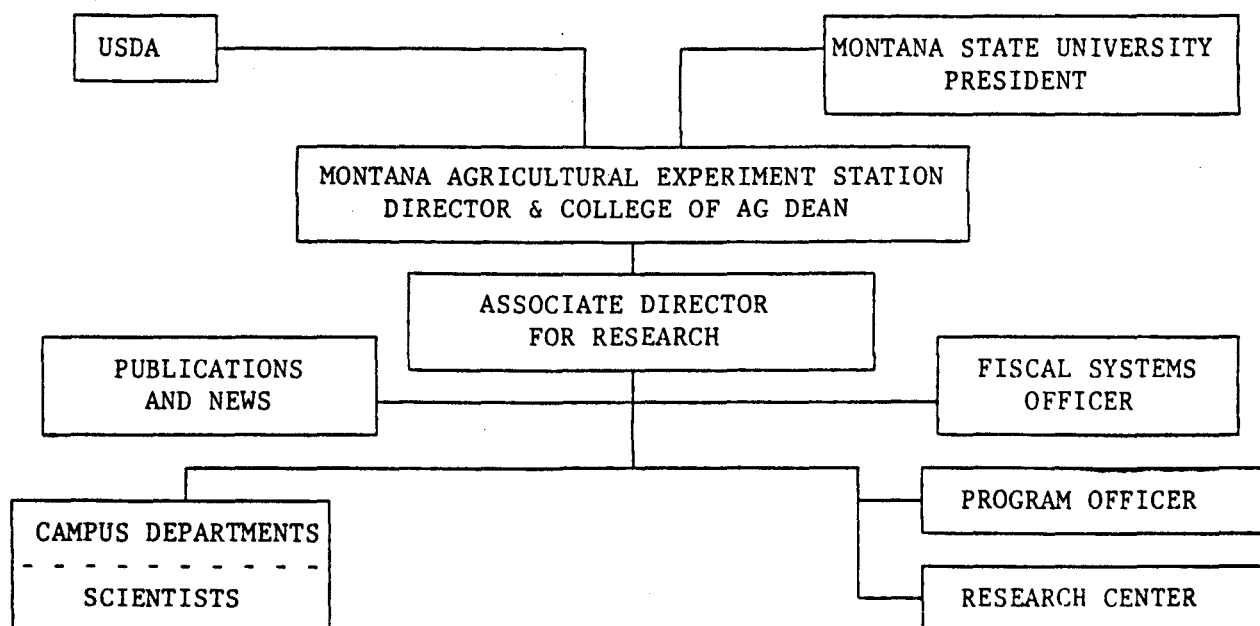 USDA
MONTANA STATE UNIVERSITY
PRESIDENT
MONTANA AGRICULTURAL EXPERIMENT STATION
DIRECTOR & COLLEGE OF AG DEAN
ASSOCIATE DIRECTOR
FOR RESEARCH
PUBLICATIONS
AND NEWS
FISCAL SYSTEMS
OFFICER
CAMPUS DEPARTMENTS
SCIENTISTS
PROGRAM OFFICER
RESEARCH CENTER